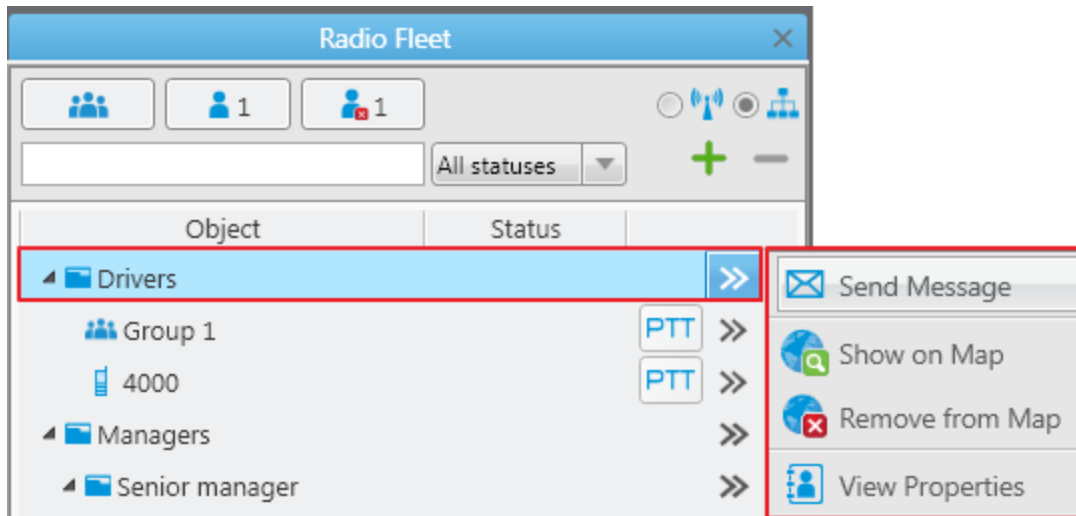 Radio Fleet
1 1
All statuses
Object Status
Drivers
Send Message
Group 1 PTT
Show on Map
4000 PTT
Remove from Map
Managers
Senior manager
View Properties